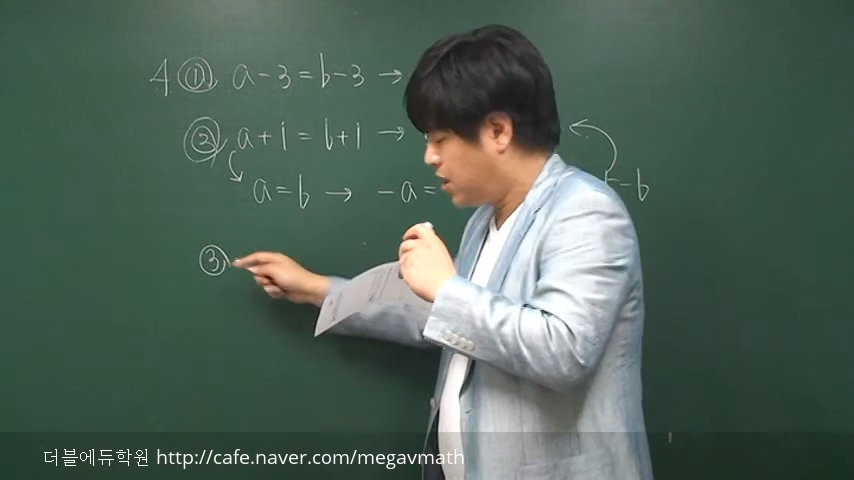 4 ① a-3=b-3 →
② a+1=b+1 →
a=b → -a= -b
③
더블에듀학원 http://cafe.naver.com/megavmath